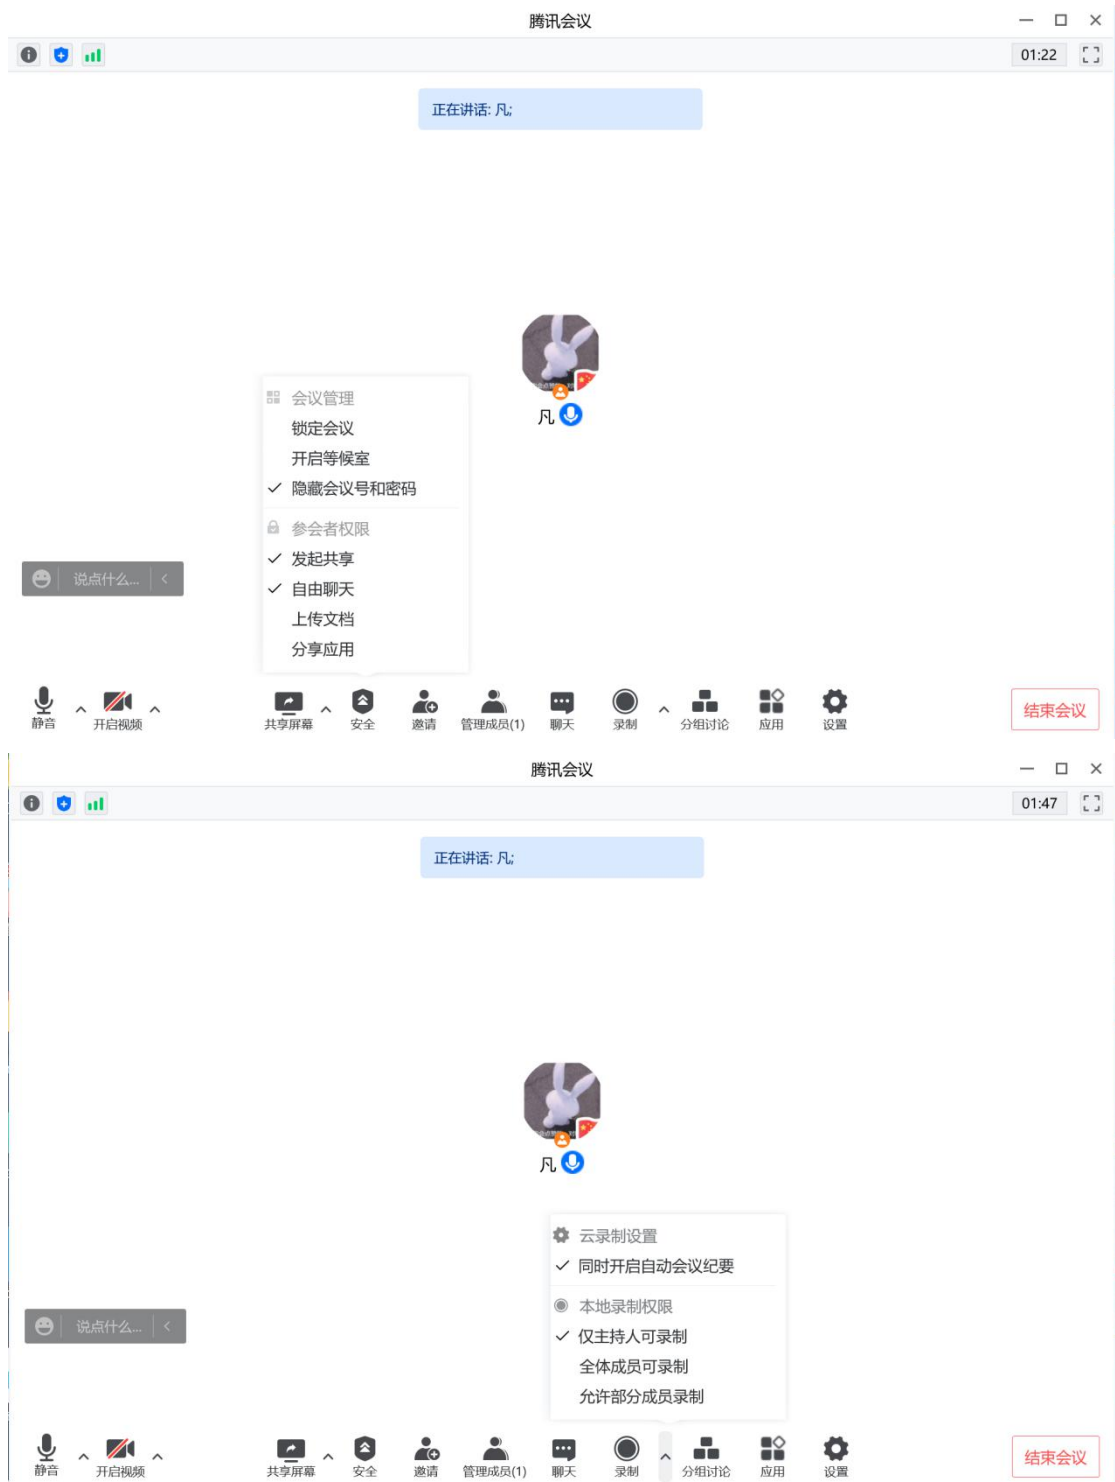 腾讯会议
01:22
正在讲话: 凡;
凡
会议管理
锁定会议
开启等候室
隐藏会议号和密码
参会者权限
发起共享
自由聊天
上传文档
分享应用
说点什么...
静音 开启视频 共享屏幕 安全 邀请 管理成员(1) 聊天 录制 分组讨论 应用 设置 结束会议
腾讯会议
01:47
正在讲话: 凡;
凡
云录制设置
同时开启自动会议纪要
本地录制权限
仅主持人可录制
全体成员可录制
允许部分成员录制
说点什么...
静音 开启视频 共享屏幕 安全 邀请 管理成员(1) 聊天 录制 分组讨论 应用 设置 结束会议